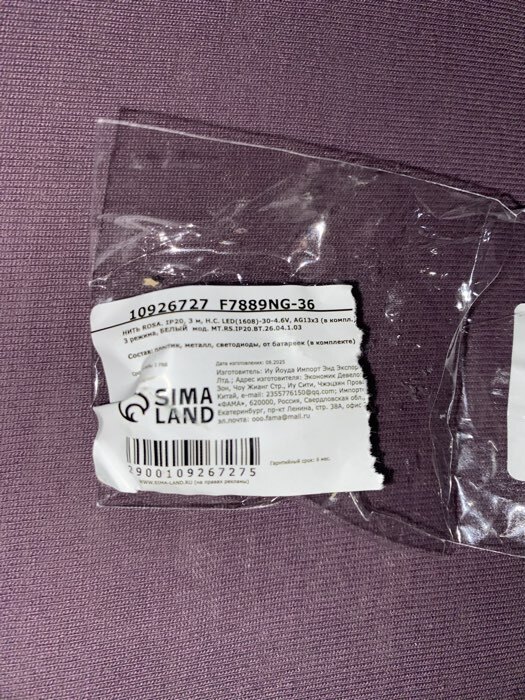 10926727 F7889NG-36
НИТЬ ROSA, IP20, 3 м, Н.С. LED(1608)-30-4.6V, AG13x3 (в компл.)
3 режима, БЕЛЫЙ мод. MT.RS.IP20.BT.26.04.1.03
Состав: пластик, металл, светодиоды, от батареек (в комплекте)
Дата изготовления: 08.2025
Изготовитель: Иу Йоуда Импорт Энд Экспор
Лтд.; Адрес изготовителя: Экономик Девело
Зон, Чоу Жианг Стр., Иу Сити, Чжэцзян Пров
Китай, e-mail: 2355776150@qq.com; Импорте
«ФАМА», 620000, Россия, Свердловская обл.
Екатеринбург, пр-кт Ленина, стр. 38А, офис
эл.почта: ooo.fama@mail.ru
SIMA
LAND
2900109267275
Гарантийный срок: 6 мес.
WWW.SIMA-LAND.RU (на правах рекламы)